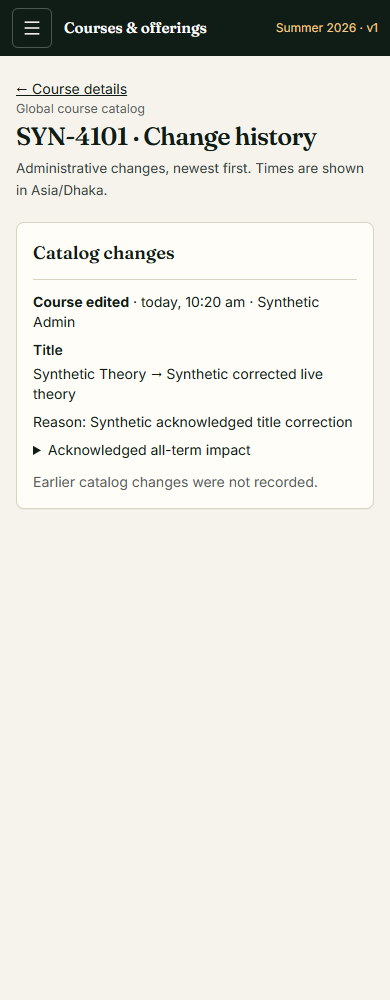 Courses & offerings
Summer 2026 · v1
← Course details
Global course catalog
SYN-4101 · Change history
Administrative changes, newest first. Times are shown
in Asia/Dhaka.
Catalog changes
Course edited · today, 10:20 am · Synthetic
Admin
Title
Synthetic Theory → Synthetic corrected live
theory
Reason: Synthetic acknowledged title correction
▶ Acknowledged all-term impact
Earlier catalog changes were not recorded.